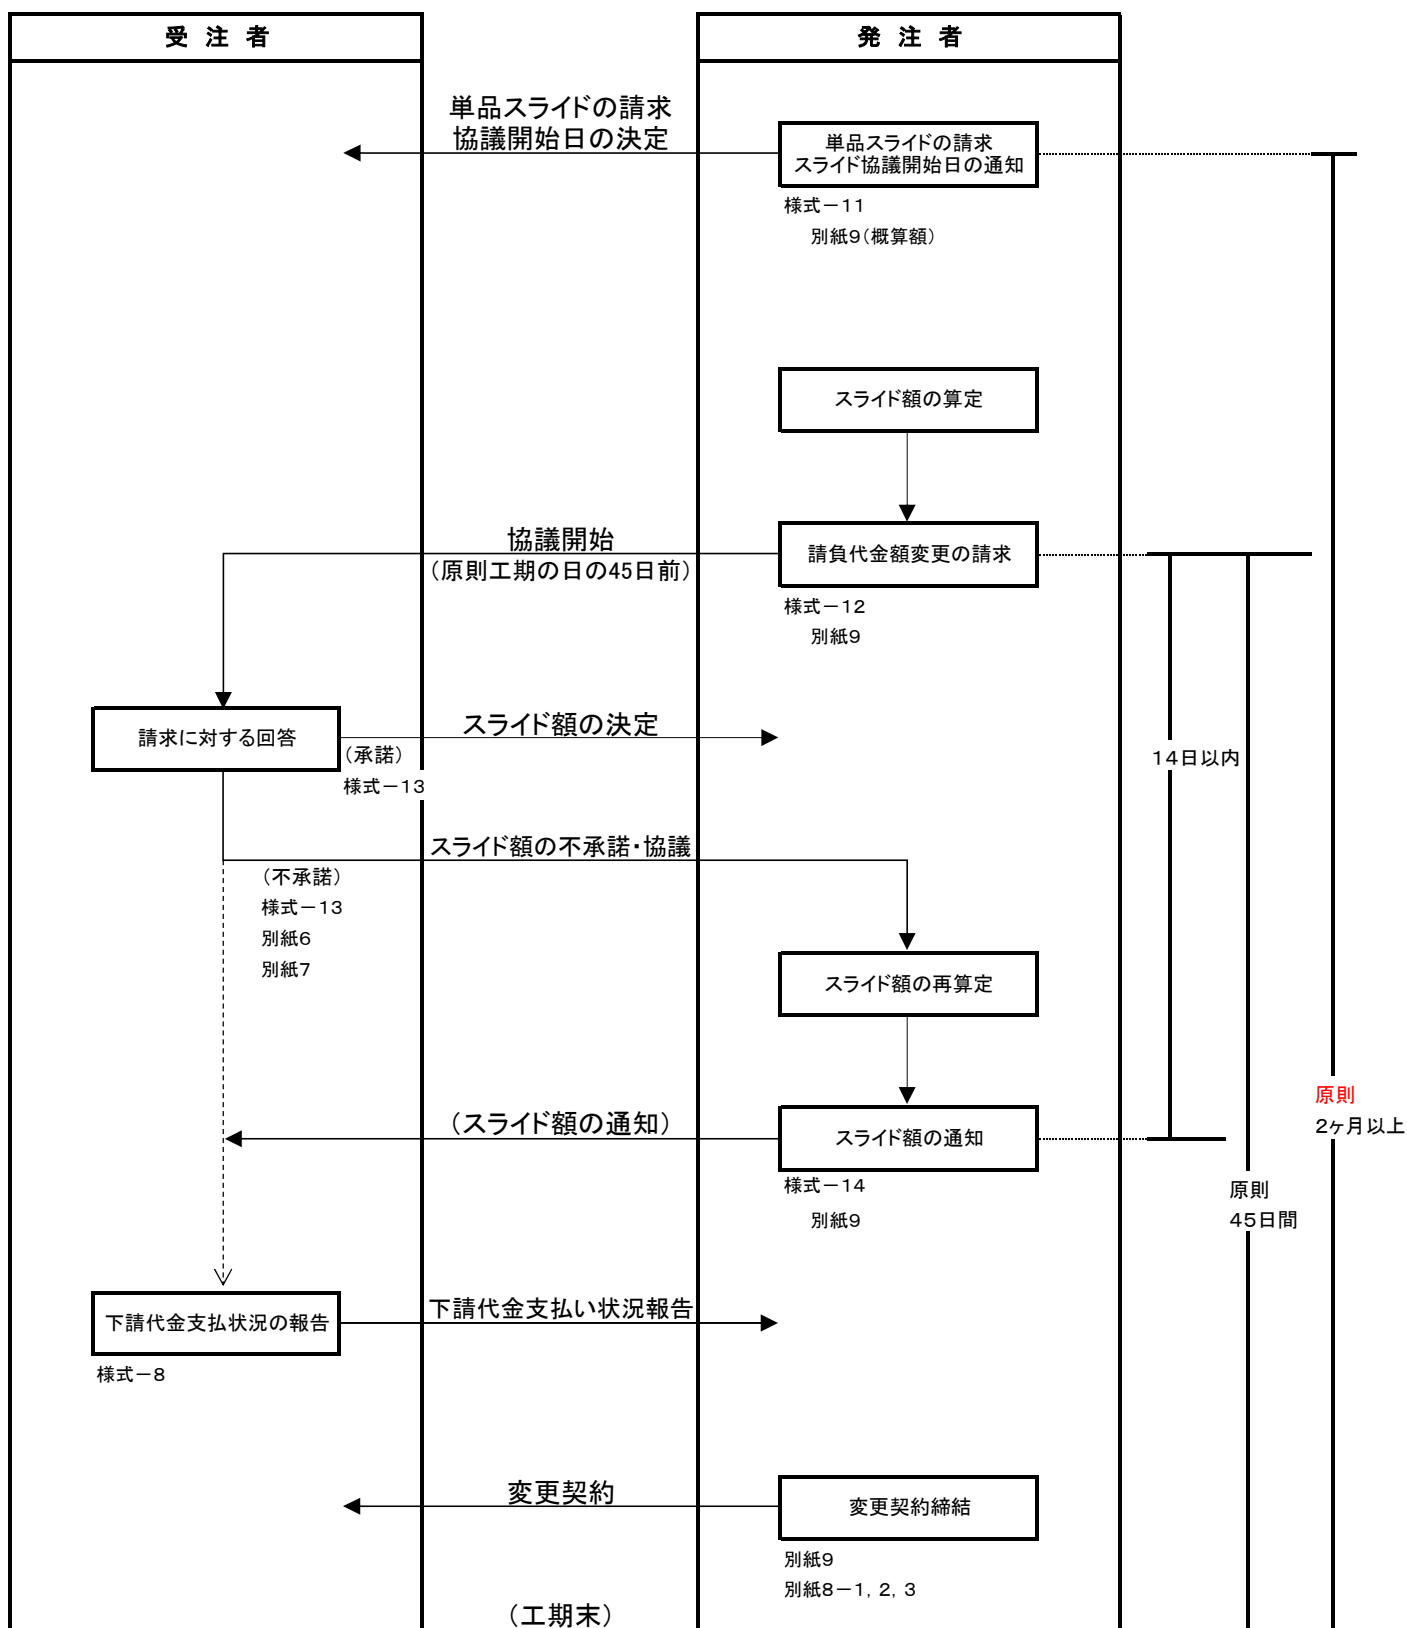 受 注 者
発 注 者
単品スライドの請求
協議開始日の決定
単品スライドの請求
スライド協議開始日の通知
様式－11
別紙9（概算額）
スライド額の算定
協議開始
（原則工期の日の45日前）
請負代金額変更の請求
様式－12
別紙9
請求に対する回答
スライド額の決定
（承諾）
様式－13
14日以内
スライド額の不承諾・協議
（不承諾）
様式－13
別紙6
別紙7
スライド額の再算定
原則
2ヶ月以上
（スライド額の通知）
スライド額の通知
様式－14
別紙9
原則
45日間
下請代金支払状況の報告
下請代金支払い状況報告
様式－8
変更契約
変更契約締結
別紙9
別紙8－1，2，3
（工期末）